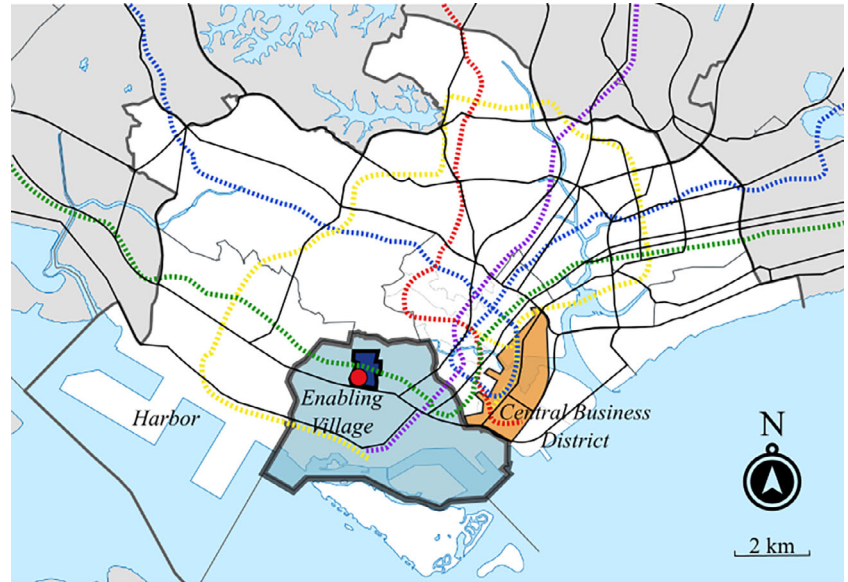 Enabling
Village
Harbor
Central Business
District
N
2 km